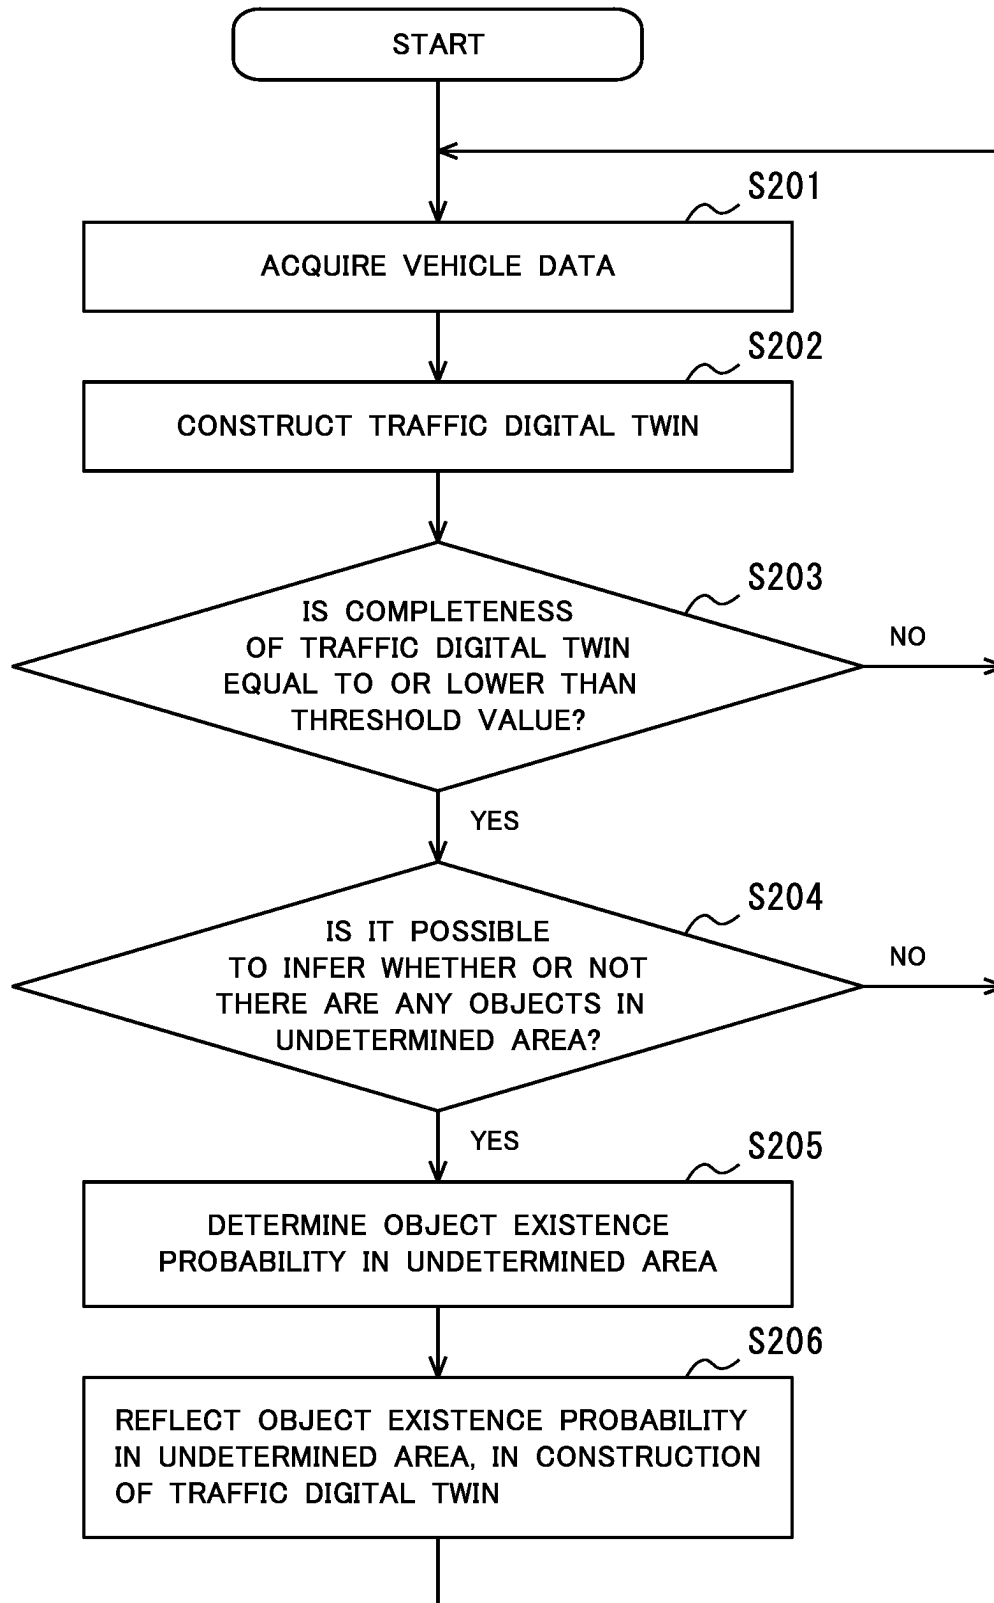 START
S201
ACQUIRE VEHICLE DATA
S202
CONSTRUCT TRAFFIC DIGITAL TWIN
S203
IS COMPLETENESS
OF TRAFFIC DIGITAL TWIN
EQUAL TO OR LOWER THAN
THRESHOLD VALUE?
NO
YES
S204
IS IT POSSIBLE
TO INFER WHETHER OR NOT
THERE ARE ANY OBJECTS IN
UNDETERMINED AREA?
NO
YES
S205
DETERMINE OBJECT EXISTENCE
PROBABILITY IN UNDETERMINED AREA
S206
REFLECT OBJECT EXISTENCE PROBABILITY
IN UNDETERMINED AREA, IN CONSTRUCTION
OF TRAFFIC DIGITAL TWIN